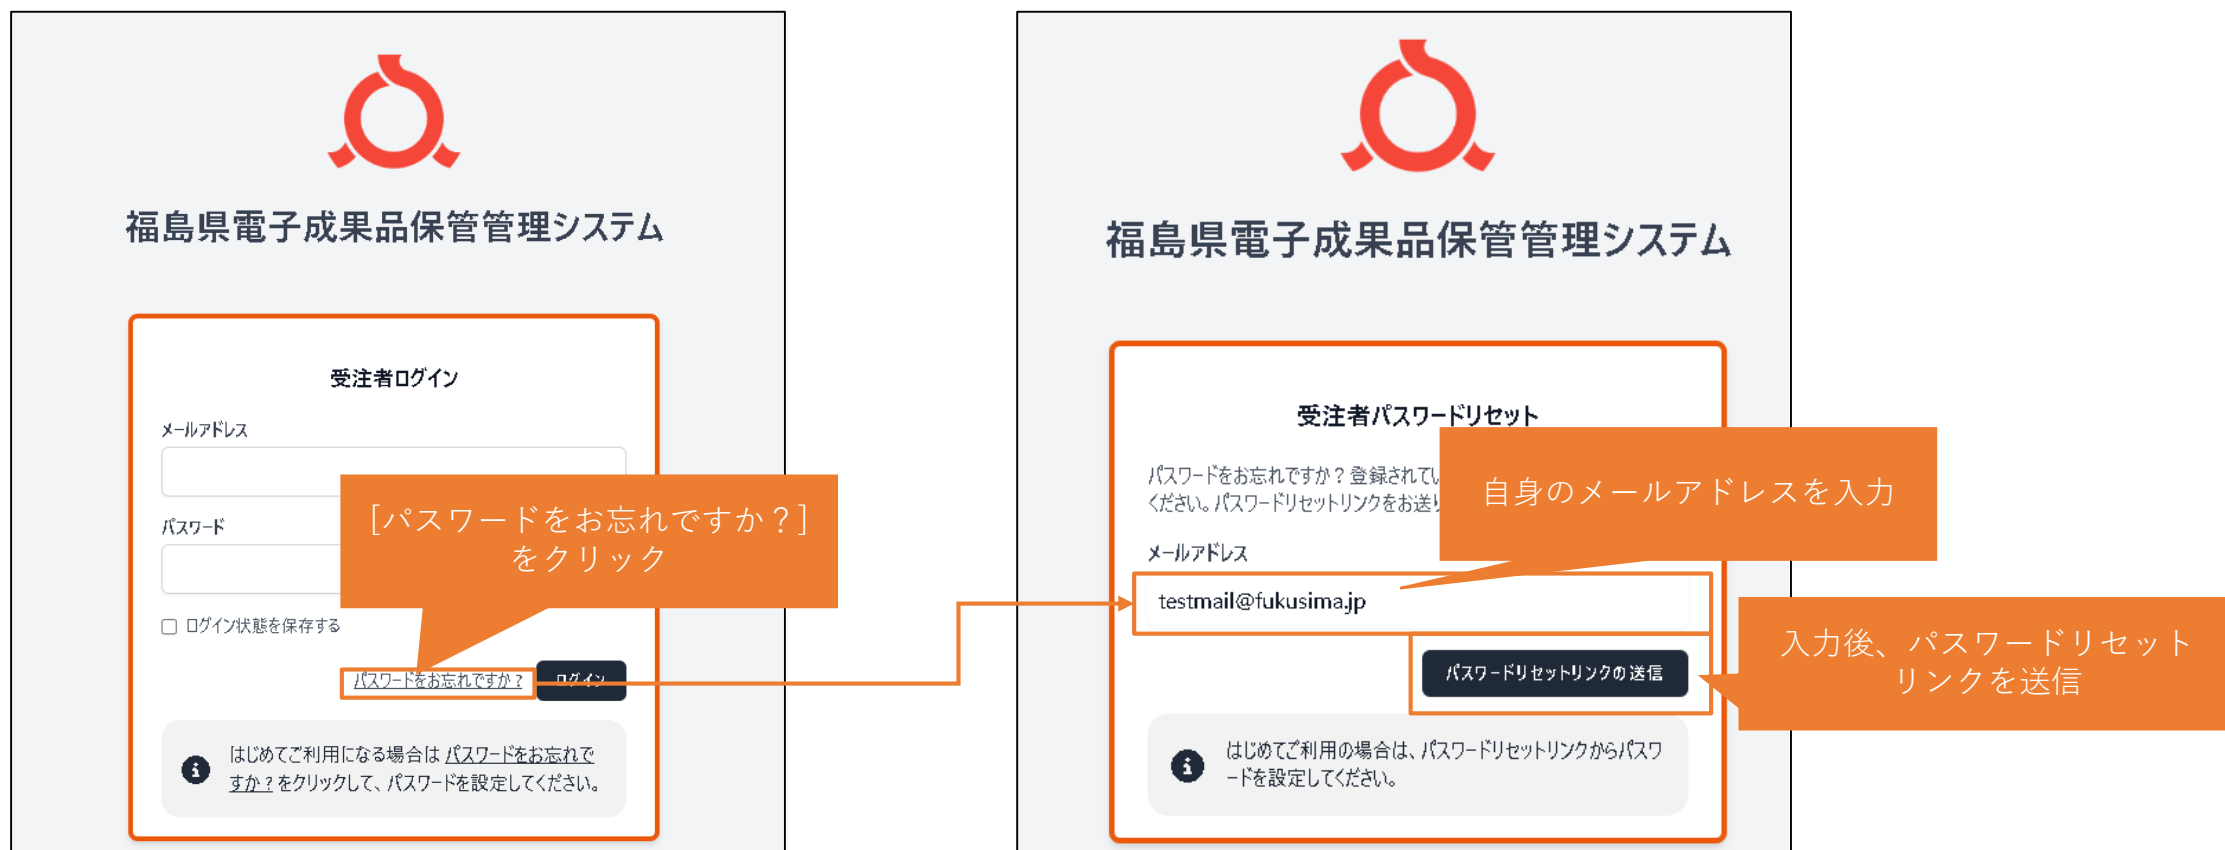 福島県電子成果品保管管理システム
受注者ログイン
メールアドレス
パスワード
[パスワードをお忘れですか？]
をクリック
ログイン状態を保存する
パスワードをお忘れですか？
ログイン
はじめてご利用になる場合は パスワードをお忘れで
すか？をクリックして、パスワードを設定してください。
福島県電子成果品保管管理システム
受注者パスワードリセット
パスワードをお忘れですか？登録されてい
ください。パスワードリセットリンクをお送り
自身のメールアドレスを入力
メールアドレス
testmail@fukusima.jp
パスワードリセットリンクの送信
入力後、パスワードリセット
リンクを送信
はじめてご利用の場合は、パスワードリセットリンクからパスワ
ードを設定してください。